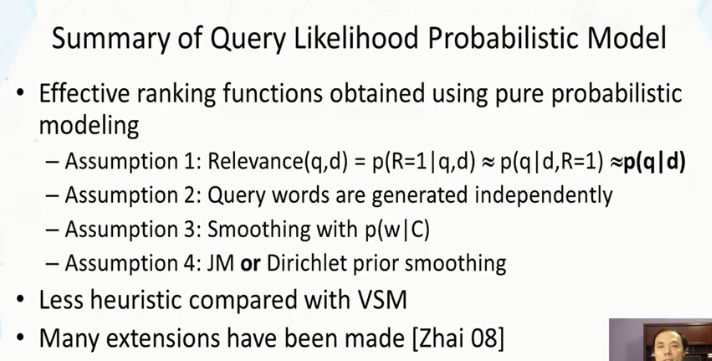 Summary of Query Likelihood Probabilistic Model
• Effective ranking functions obtained using pure probabilistic
modeling
– Assumption 1: Relevance(q,d) = p(R=1|q,d) ≈ p(q|d,R=1) ≈p(q|d)
– Assumption 2: Query words are generated independently
– Assumption 3: Smoothing with p(w|C)
– Assumption 4: JM or Dirichlet prior smoothing
• Less heuristic compared with VSM
• Many extensions have been made [Zhai 08]